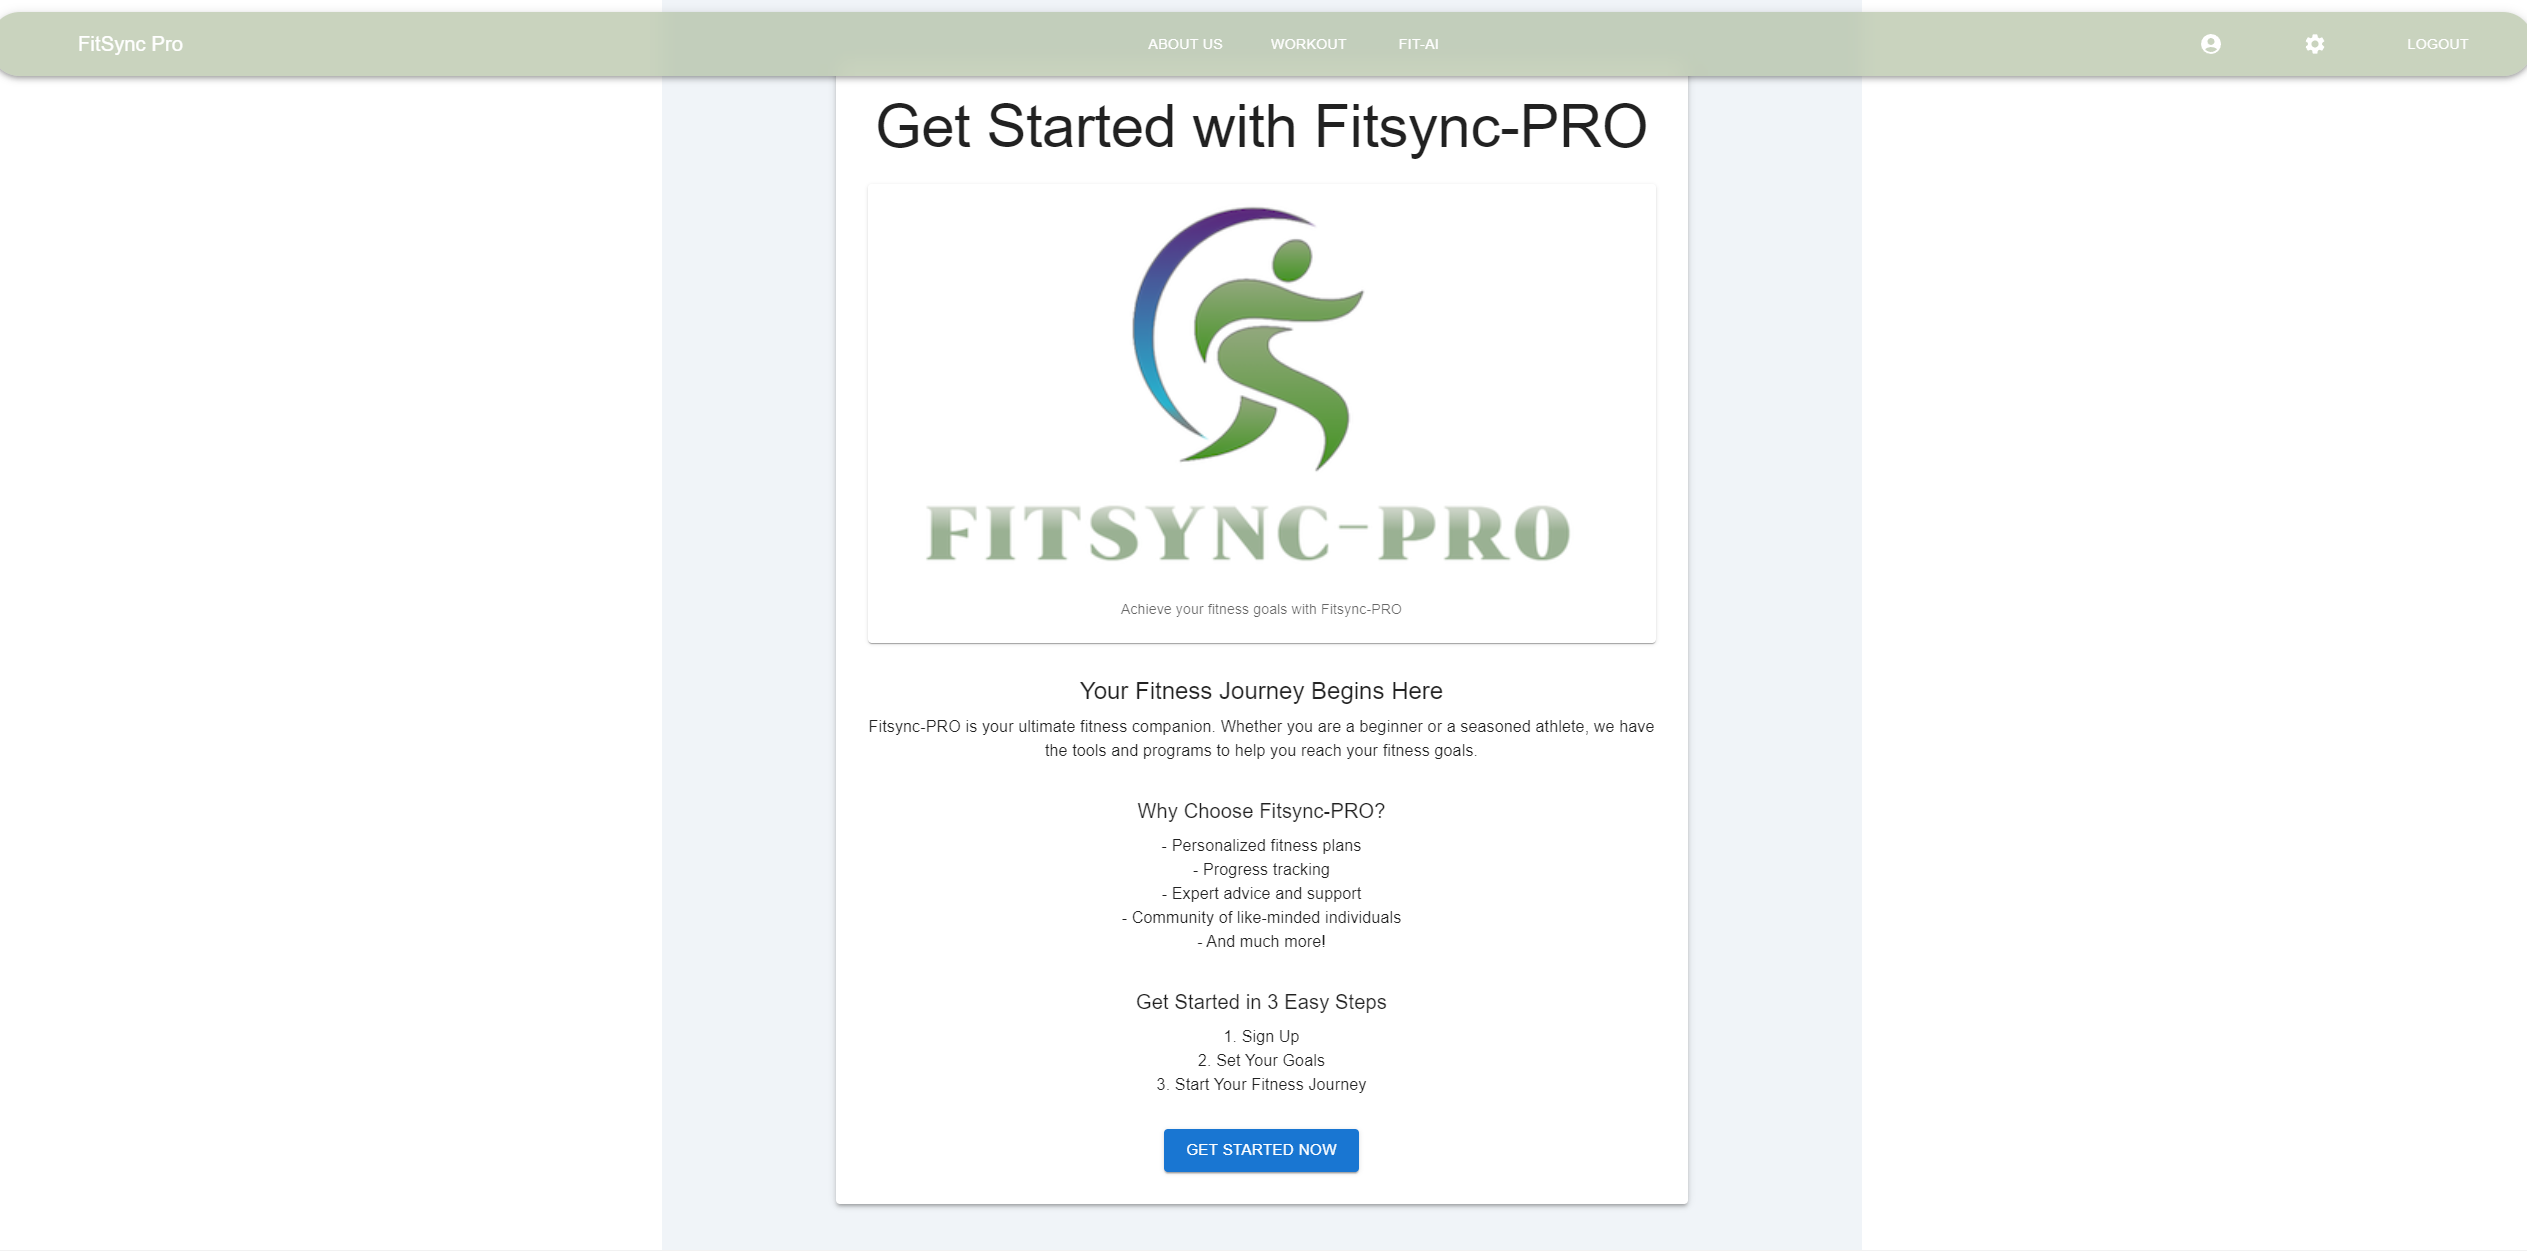 FitSync Pro
ABOUT US
WORKOUT
FIT-AI
LOGOUT
Get Started with Fitsync-PRO
FITSYNC-PRO
Achieve your fitness goals with Fitsync-PRO
Your Fitness Journey Begins Here
Fitsync-PRO is your ultimate fitness companion. Whether you are a beginner or a seasoned athlete, we have
the tools and programs to help you reach your fitness goals.
Why Choose Fitsync-PRO?
- Personalized fitness plans
- Progress tracking
- Expert advice and support
- Community of like-minded individuals
- And much more!
Get Started in 3 Easy Steps
1. Sign Up
2. Set Your Goals
3. Start Your Fitness Journey
GET STARTED NOW